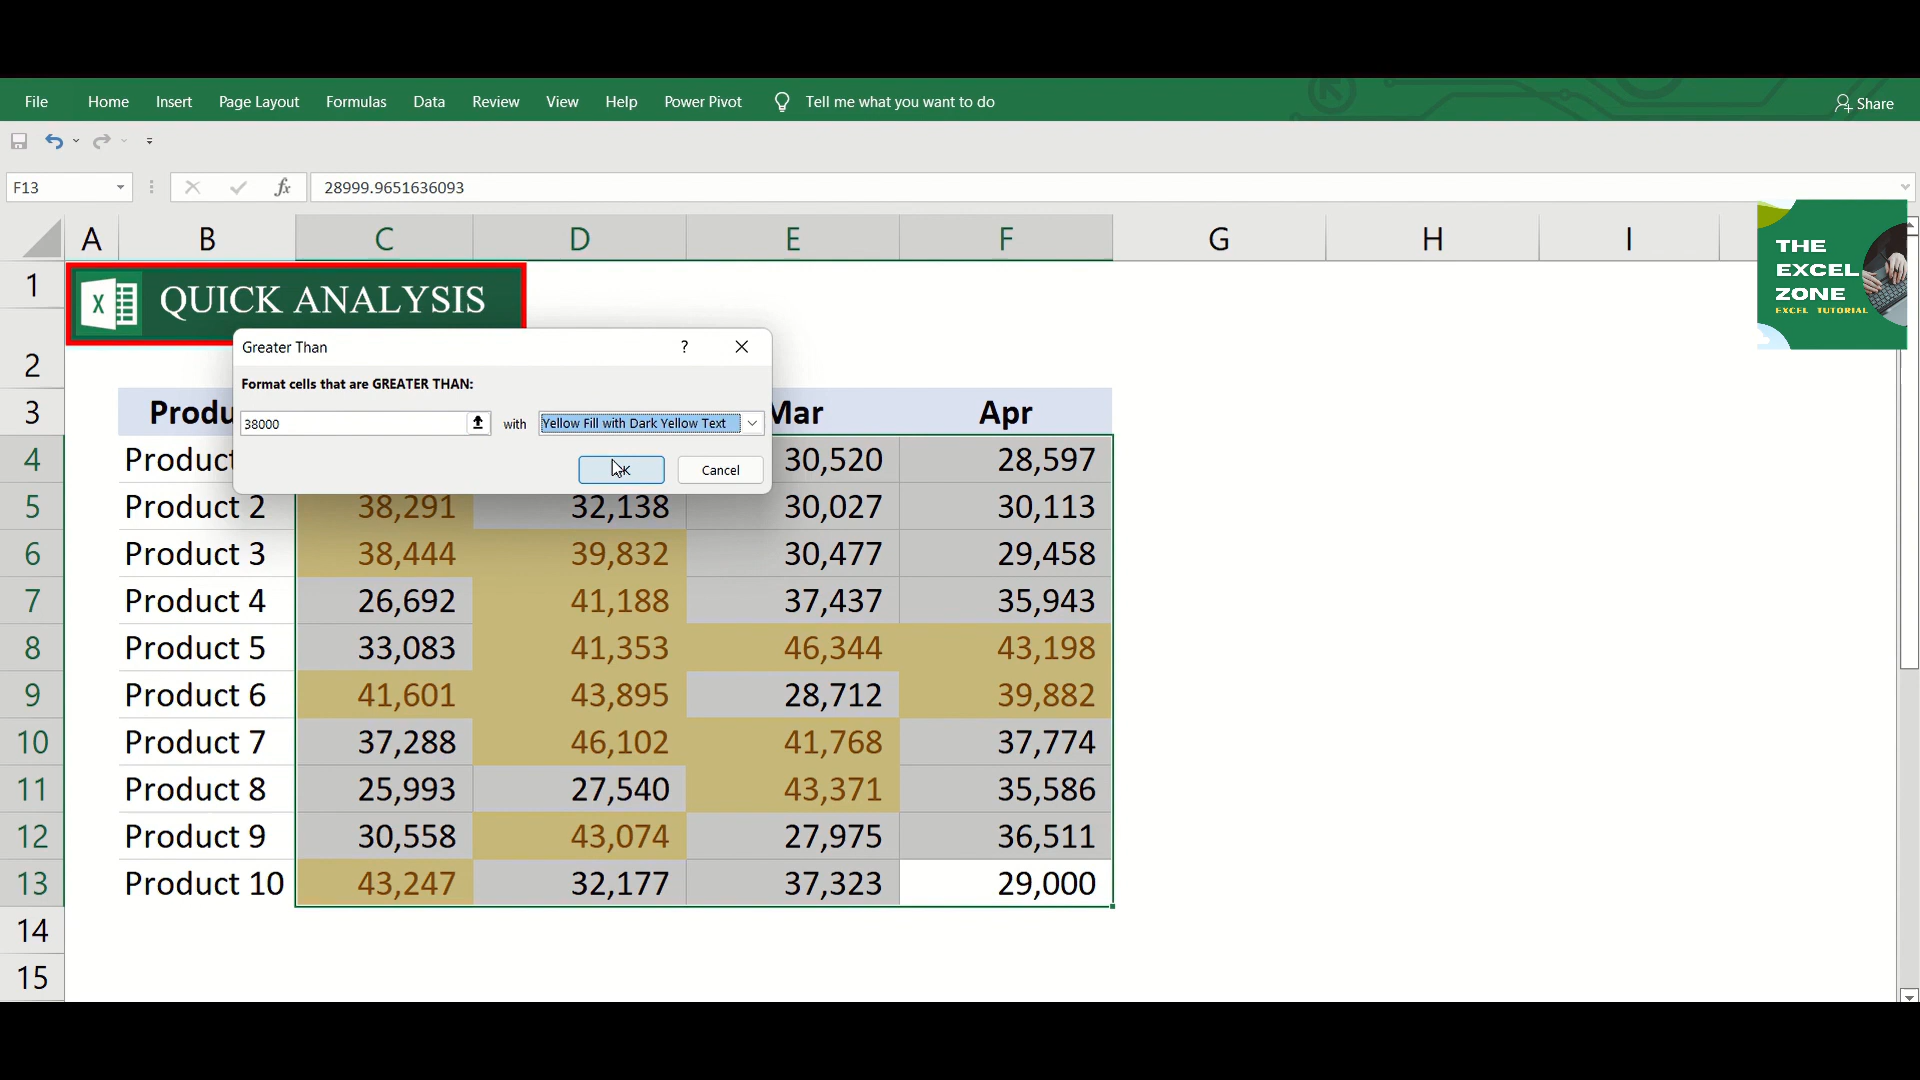 File Home Insert Page Layout Formulas Data Review View Help Power Pivot Tell me what you want to do Share
F13 fx 28999.9651636093
A B C D E F G H I
THE
EXCEL
ZONE
EXCEL TUTORIAL
1 X QUICK ANALYSIS
Greater Than ?
2
Format cells that are GREATER THAN:
3 Mar Apr
38000 with Yellow Fill with Dark Yellow Text
4 30,520 28,597
Cancel
5 Product 2 38,291 32,138 30,027 30,113
6 Product 3 38,444 39,832 30,477 29,458
7 Product 4 26,692 41,188 37,437 35,943
8 Product 5 33,083 41,353 46,344 43,198
9 Product 6 41,601 43,895 28,712 39,882
10 Product 7 37,288 46,102 41,768 37,774
11 Product 8 25,993 27,540 43,371 35,586
12 Product 9 30,558 43,074 27,975 36,511
13 Product 10 43,247 32,177 37,323 29,000
14
15